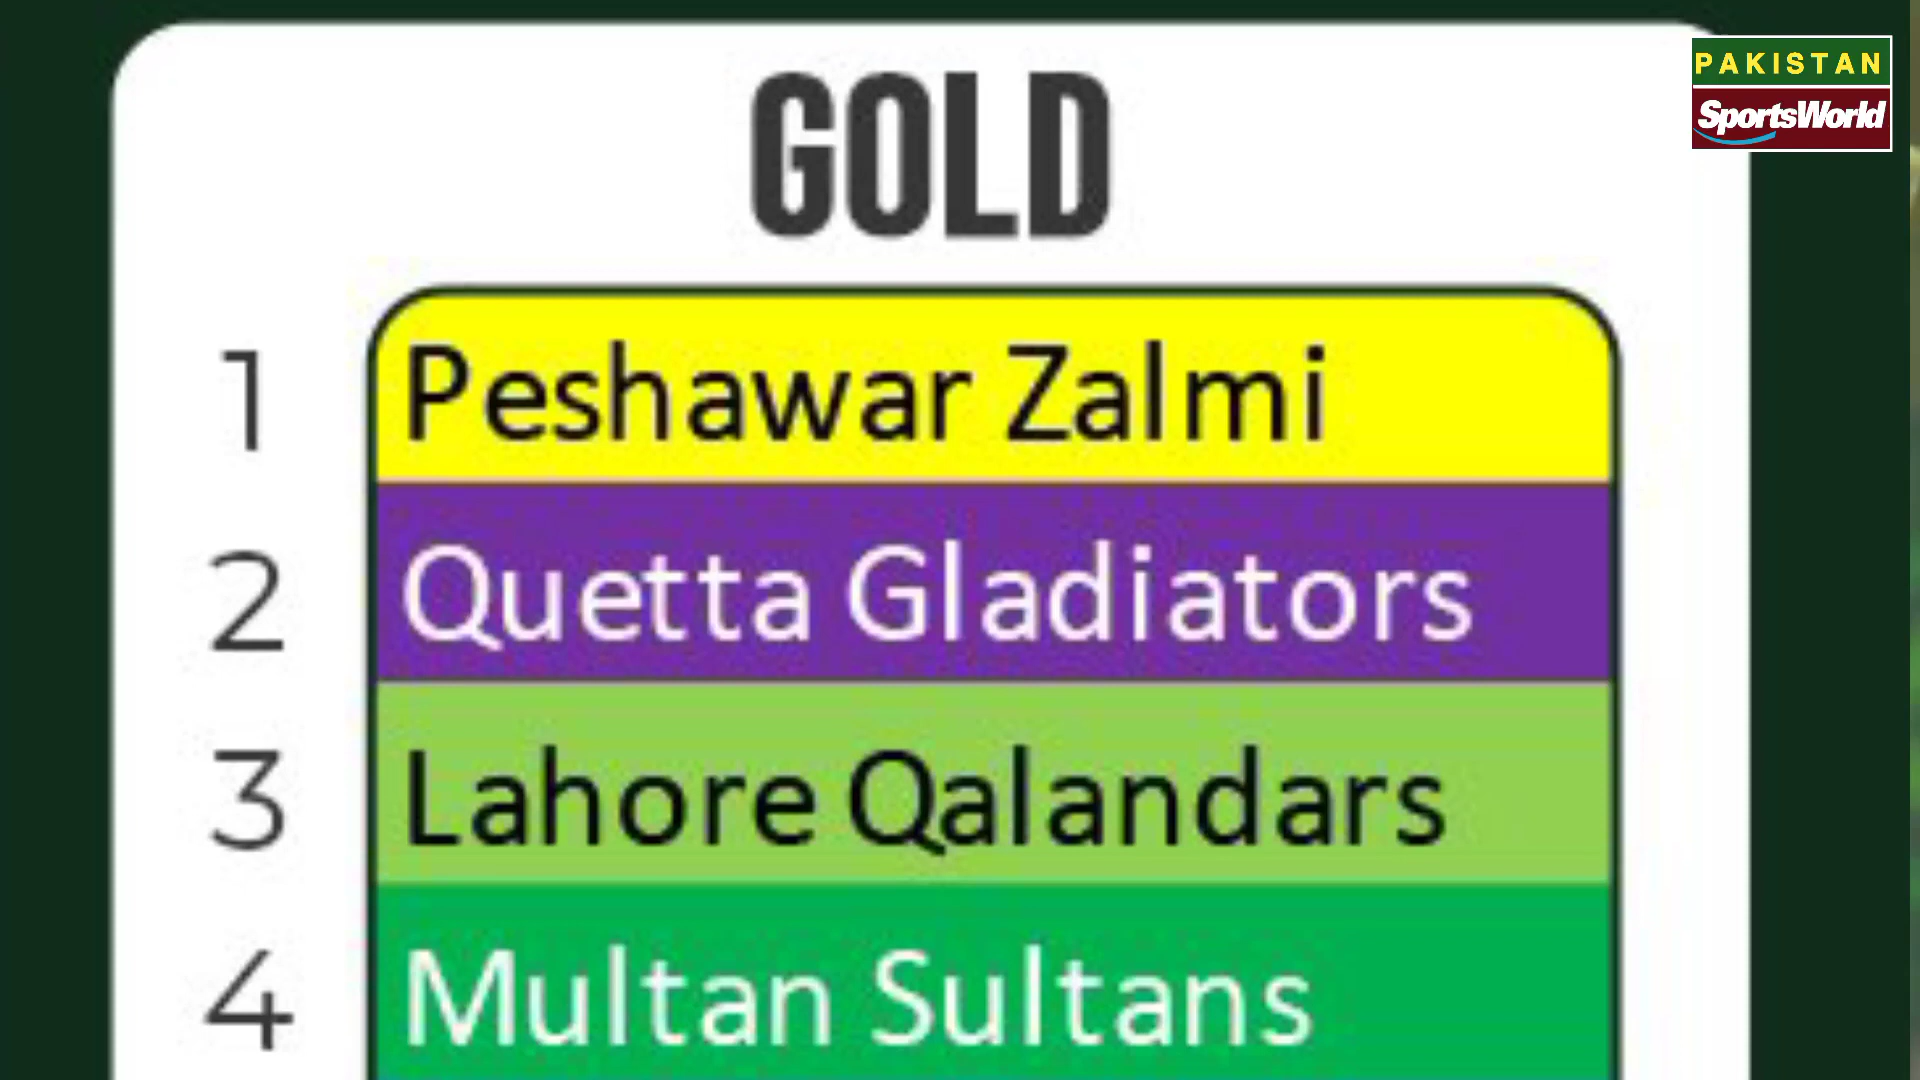 GOLD
PAKISTAN
SportsWorld
1 Peshawar Zalmi
2 Quetta Gladiators
3 Lahore Qalandars
4 Multan Sultans